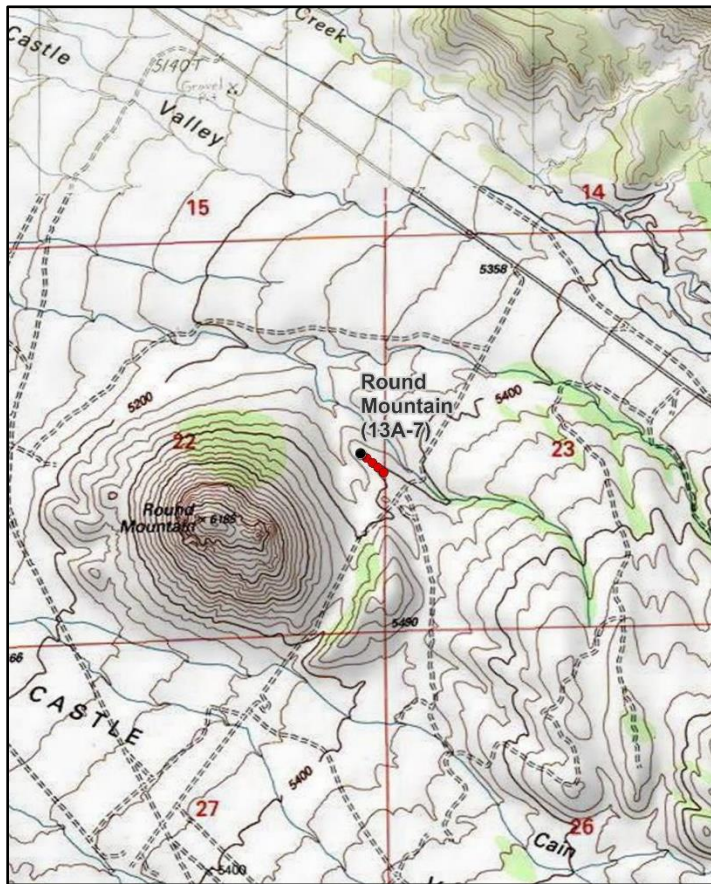 Castle
Creek
5140T
Gravel
Pit
Valley
15
14
5358
Round
Mountain
(13A-7)
5200
5400
22
23
Round
Mountain
6185
5490
66
CASTLE
5400
27
26
Cain
5400